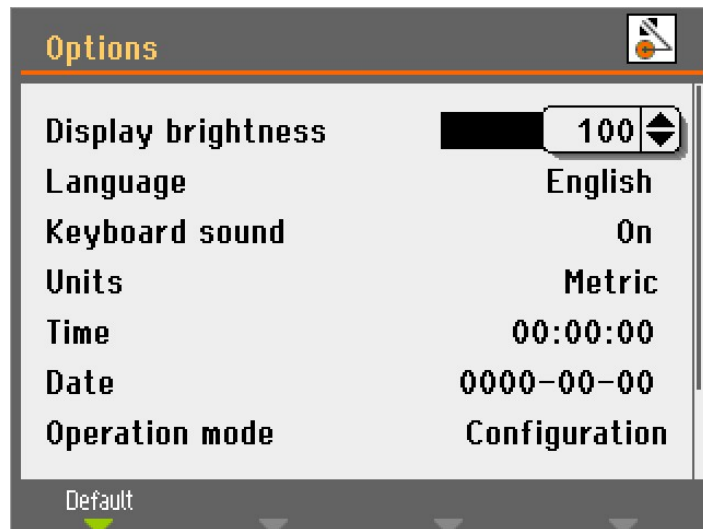 Options
Display brightness 100
Language English
Keyboard sound On
Units Metric
Time 00:00:00
Date 0000-00-00
Operation mode Configuration
Default